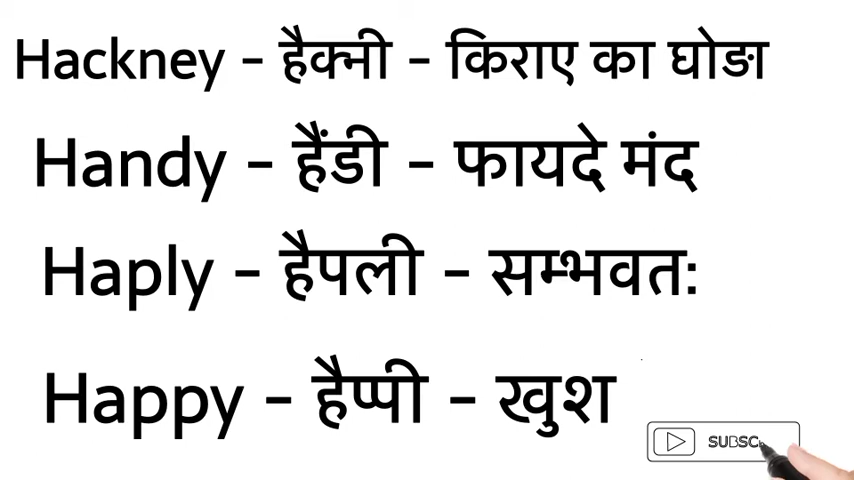 Hackney - हैक्नी - किराए का घोङा
Handy - हैंडी - फायदे मंद
Haply - हैपली - सम्भवतः
Happy - हैप्पी - खुश
SUBSC